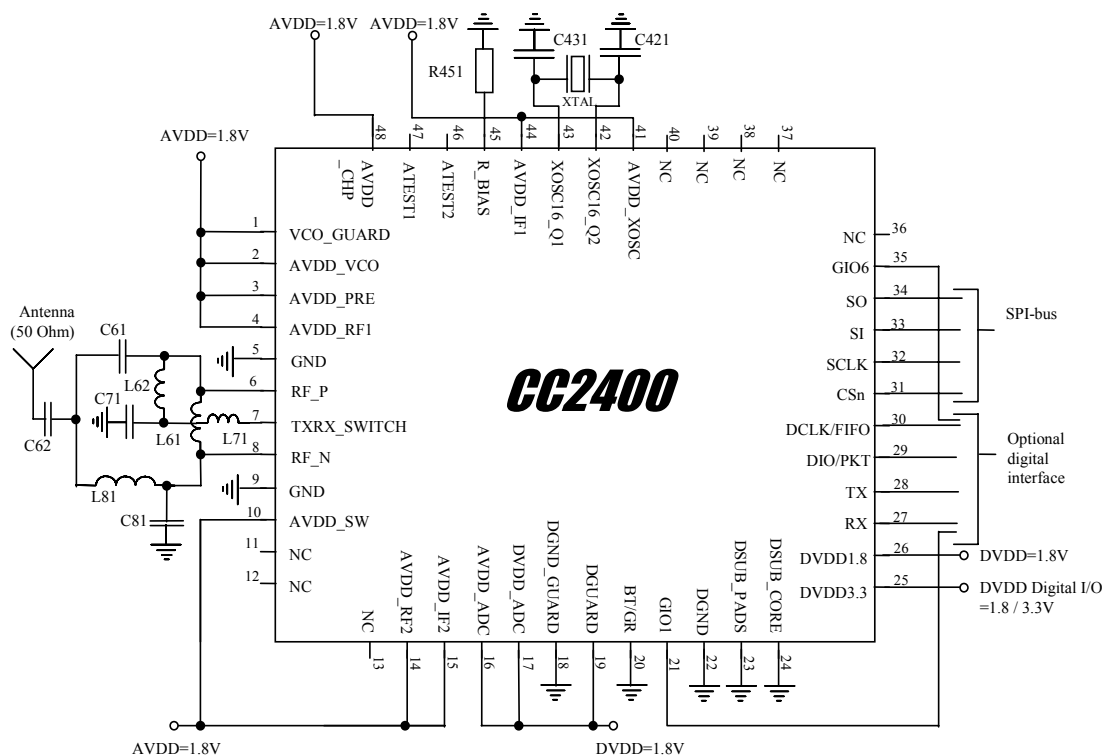 AVDD=1.8V
AVDD=1.8V
C431
C421
R451
XTAL
AVDD=1.8V
48
47
46
45
44
43
42
41
40
39
38
37
AVDD
_CHP
ATEST1
ATEST2
R_BIAS
AVDD_IF1
XOSC16_Q1
XOSC16_Q2
AVDD_XOSC
NC
NC
NC
NC
1
VCO_GUARD
2
AVDD_VCO
3
AVDD_PRE
4
AVDD_RF1
5
GND
6
RF_P
7
TXRX_SWITCH
8
RF_N
9
GND
10
AVDD_SW
11
NC
12
NC
Antenna
(50 Ohm)
C61
L62
C71
L61
L71
C62
L81
C81
CC2400
NC
36
GIO6
35
SO
34
SI
33
SCLK
32
CSn
31
DCLK/FIFO
30
DIO/PKT
29
TX
28
RX
27
DVDD1.8
26
DVDD3.3
25
SPI-bus
Optional
digital
interface
DVDD=1.8V
DVDD Digital I/O
=1.8 / 3.3V
NC
AVDD_RF2
AVDD_IF2
AVDD_ADC
DVDD_ADC
DGND_GUARD
DGUARD
BT/GR
GIO1
DGND
DSUB_PADS
DSUB_CORE
13
14
15
16
17
18
19
20
21
22
23
24
AVDD=1.8V
DVDD=1.8V